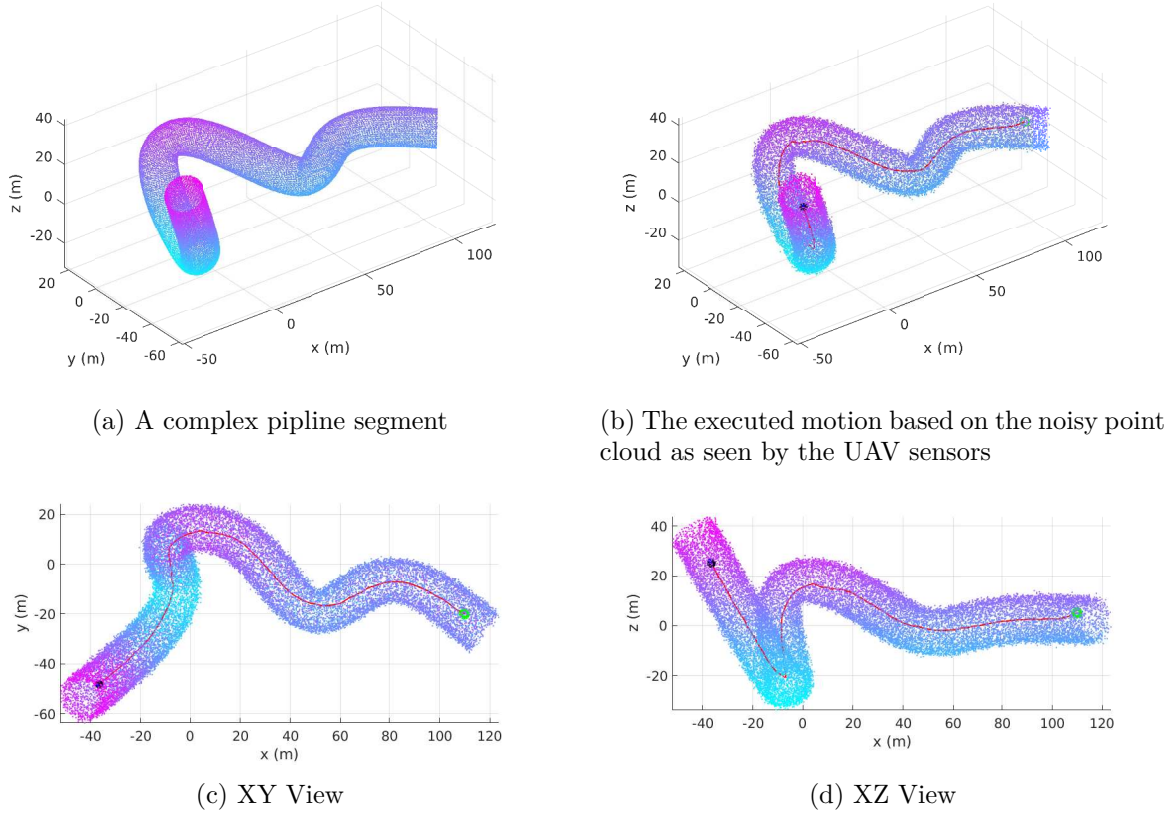 40
20
0
-20
z (m)
20
0
-20
-40
-60
y (m)
-50
0
50
100
x (m)
40
20
0
-20
z (m)
20
0
-20
-40
-60
y (m)
-50
0
50
100
x (m)
(a) A complex pipline segment
(b) The executed motion based on the noisy point
cloud as seen by the UAV sensors
20
0
-20
-40
-60
y (m)
-40 -20 0 20 40 60 80 100 120
x (m)
40
20
0
-20
z (m)
-40 -20 0 20 40 60 80 100 120
x (m)
(c) XY View
(d) XZ View